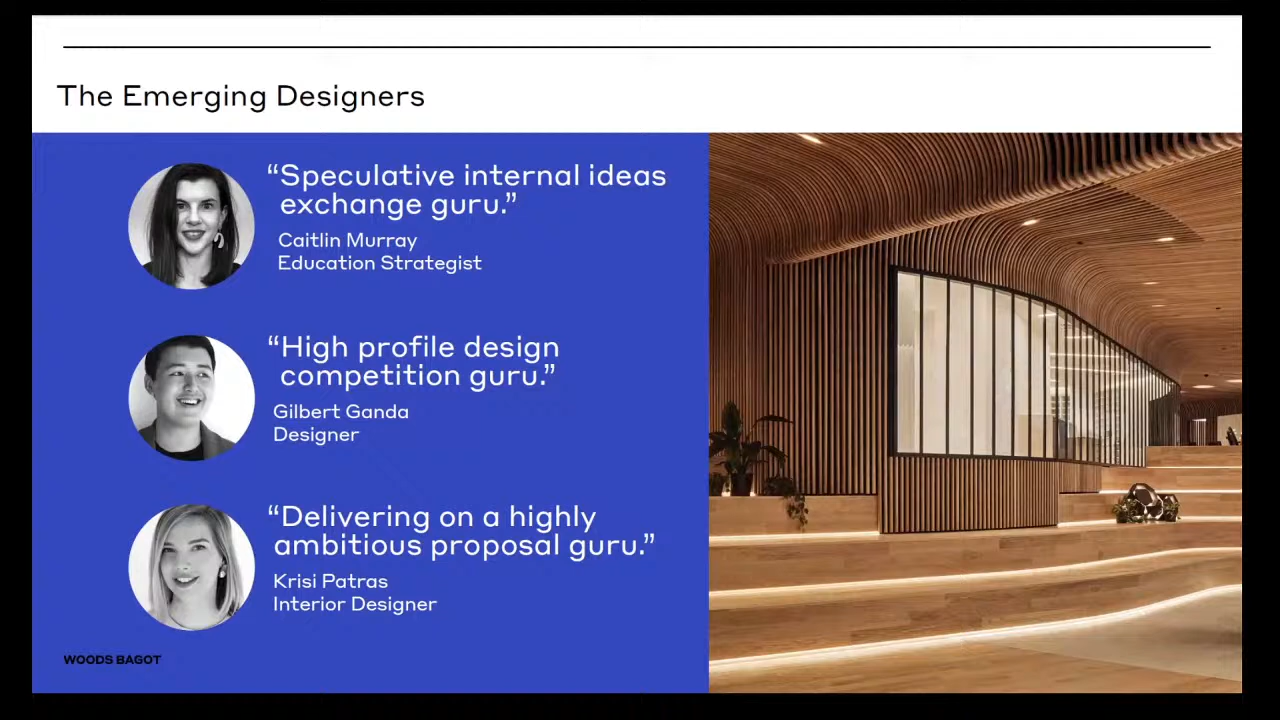 The Emerging Designers
“Speculative internal ideas
exchange guru.”
Caitlin Murray
Education Strategist
“High profile design
competition guru.”
Gilbert Ganda
Designer
“Delivering on a highly
ambitious proposal guru.”
Krisi Patras
Interior Designer
WOODS BAGOT